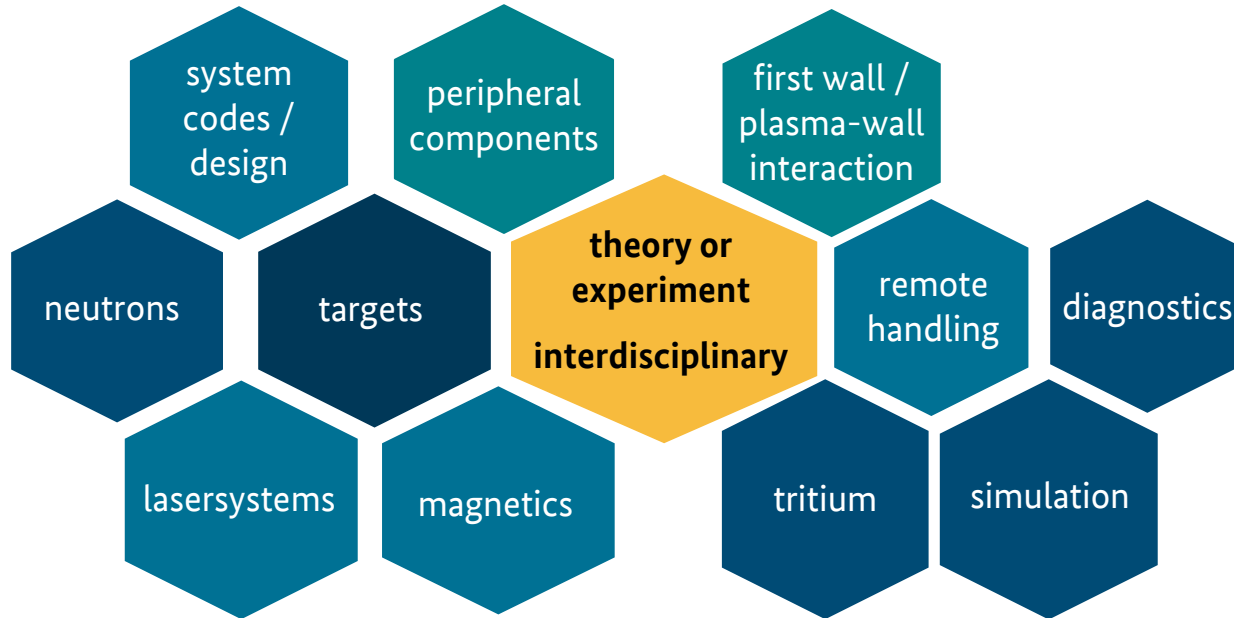 system
codes /
design
peripheral
components
first wall /
plasma-wall
interaction
neutrons
targets
theory or
experiment
interdisciplinary
remote
handling
diagnostics
lasersystems
magnetics
tritium
simulation